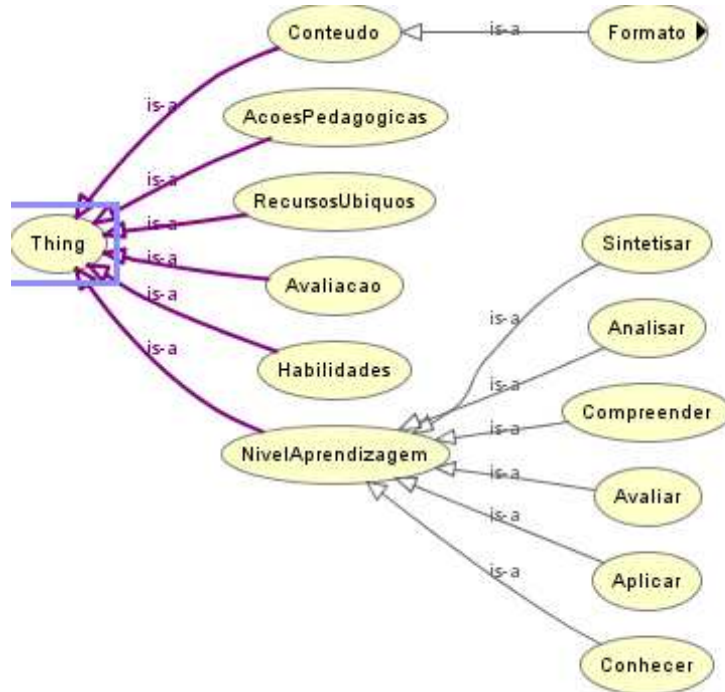 Conteudo
is-a
Formato
is-a
AcoesPedagogicas
is-a
RecursosUbiquos
is-a
Thing
is-a
Avaliacao
is-a
Habilidades
is-a
NivelAprendizagem
Sintetisar
is-a
Analisar
is-a
Compreender
is-a
Avaliar
is-a
Aplicar
is-a
Conhecer
is-a